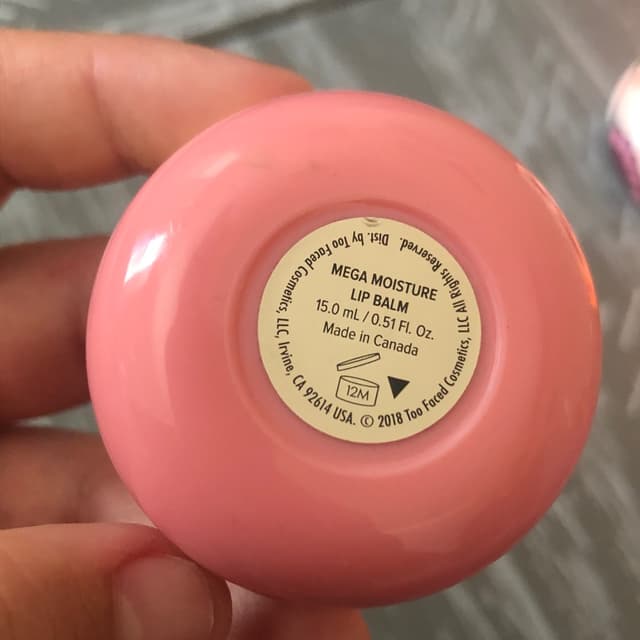 MEGA MOISTURE
LIP BALM
15.0 mL / 0.51 Fl. Oz.
Made in Canada
12M
Dist. by Too Faced Cosmetics, LLC, Irvine, CA 92614 USA. © 2018 Too Faced Cosmetics, LLC All Rights Reserved.